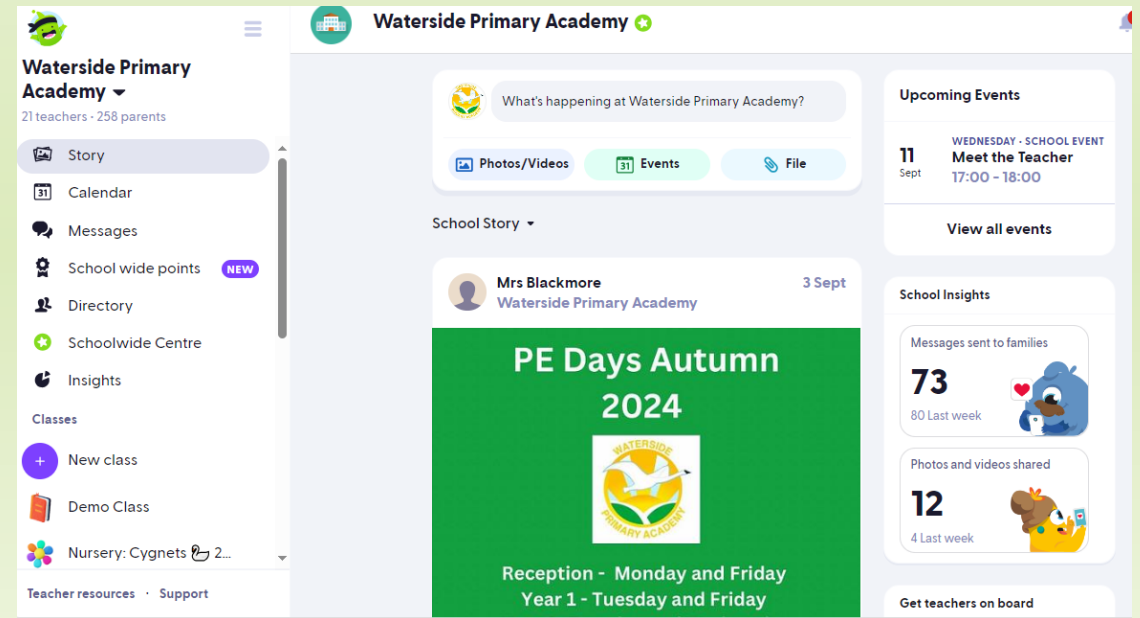 Waterside Primary
Academy
21 teachers · 258 parents
Story
31 Calendar
Messages
School wide points NEW
Directory
Schoolwide Centre
Insights
Classes
+ New class
Demo Class
Nursery: Cygnets 2...
Teacher resources · Support
Waterside Primary Academy
What's happening at Waterside Primary Academy?
Photos/Videos
31 Events
File
School Story
Mrs Blackmore
3 Sept
Waterside Primary Academy
PE Days Autumn
2024
WATERSIDE
PRIMARY ACADEMY
Reception - Monday and Friday
Year 1 - Tuesday and Friday
Upcoming Events
11
Sept
WEDNESDAY · SCHOOL EVENT
Meet the Teacher
17:00 - 18:00
View all events
School Insights
Messages sent to families
73
80 Last week
Photos and videos shared
12
4 Last week
Get teachers on board